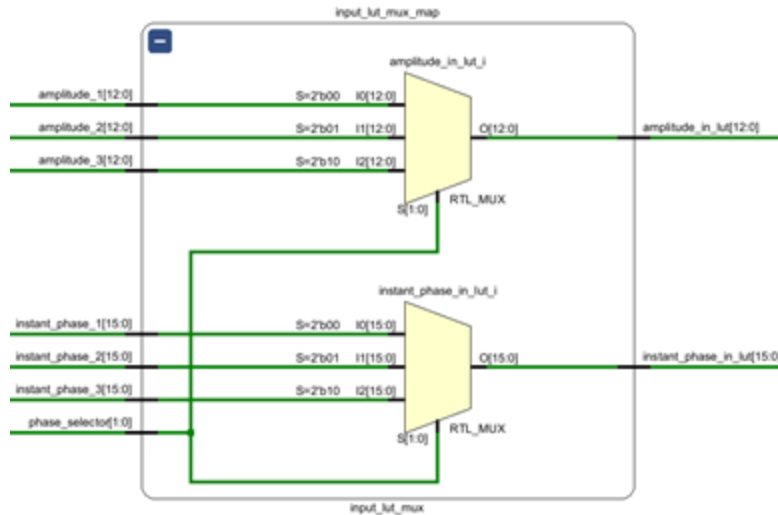 input_lut_mux_map
amplitude_in_lut_i
amplitude_1[12:0] S=2'b00 I0[12:0]
amplitude_2[12:0] S=2'b01 I1[12:0] O[12:0] amplitude_in_lut[12:0]
amplitude_3[12:0] S=2'b10 I2[12:0]
S[1:0] RTL_MUX
instant_phase_in_lut_i
instant_phase_1[15:0] S=2'b00 I0[15:0]
instant_phase_2[15:0] S=2'b01 I1[15:0] O[15:0] instant_phase_in_lut[15:0
instant_phase_3[15:0] S=2'b10 I2[15:0]
phase_selector[1:0] S[1:0] RTL_MUX
input_lut_mux